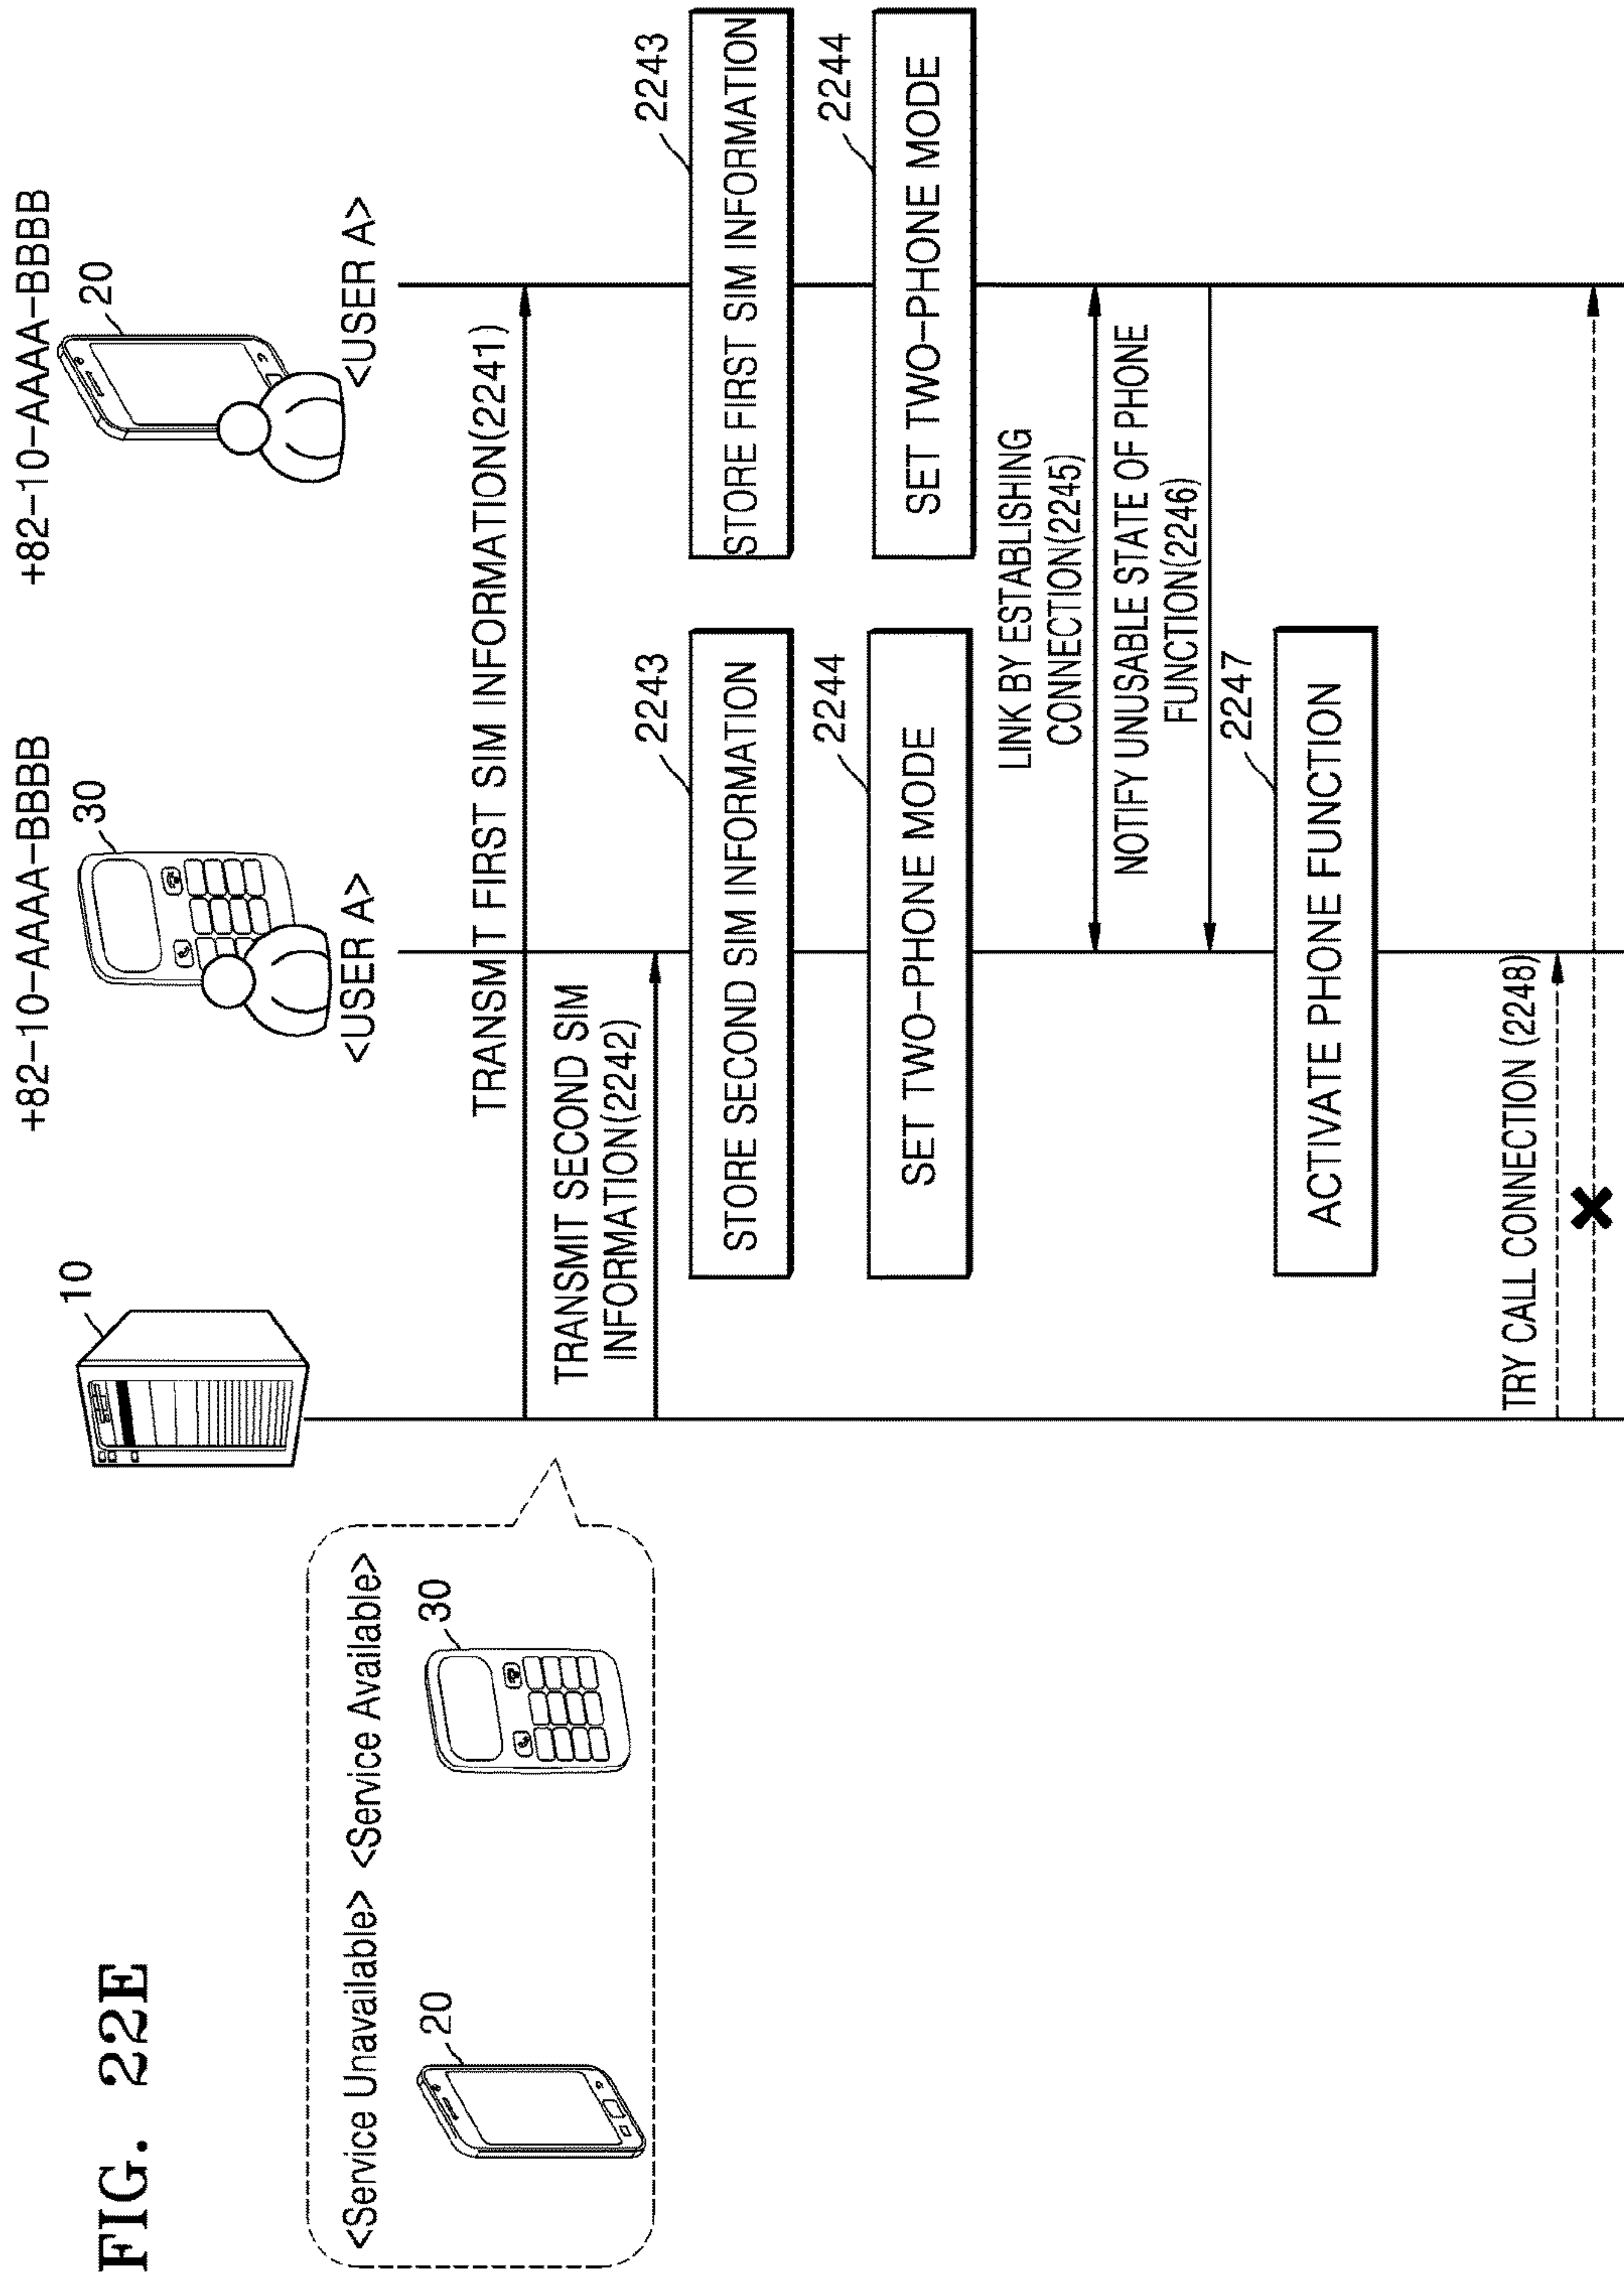 FIG. 22E
<Service Unavailable> <Service Available>
20
30
10
+82-10-AAAA-BBBB
30
<USER A>
+82-10-AAAA-BBBB
20
<USER A>
TRANSMIT FIRST SIM INFORMATION(2241)
TRANSMIT SECOND SIM
INFORMATION(2242)
2243
STORE SECOND SIM INFORMATION
2243
STORE FIRST SIM INFORMATION
2244
SET TWO-PHONE MODE
2244
SET TWO-PHONE MODE
LINK BY ESTABLISHING
CONNECTION(2245)
NOTIFY UNUSABLE STATE OF PHONE
FUNCTION(2246)
2247
ACTIVATE PHONE FUNCTION
TRY CALL CONNECTION (2248)